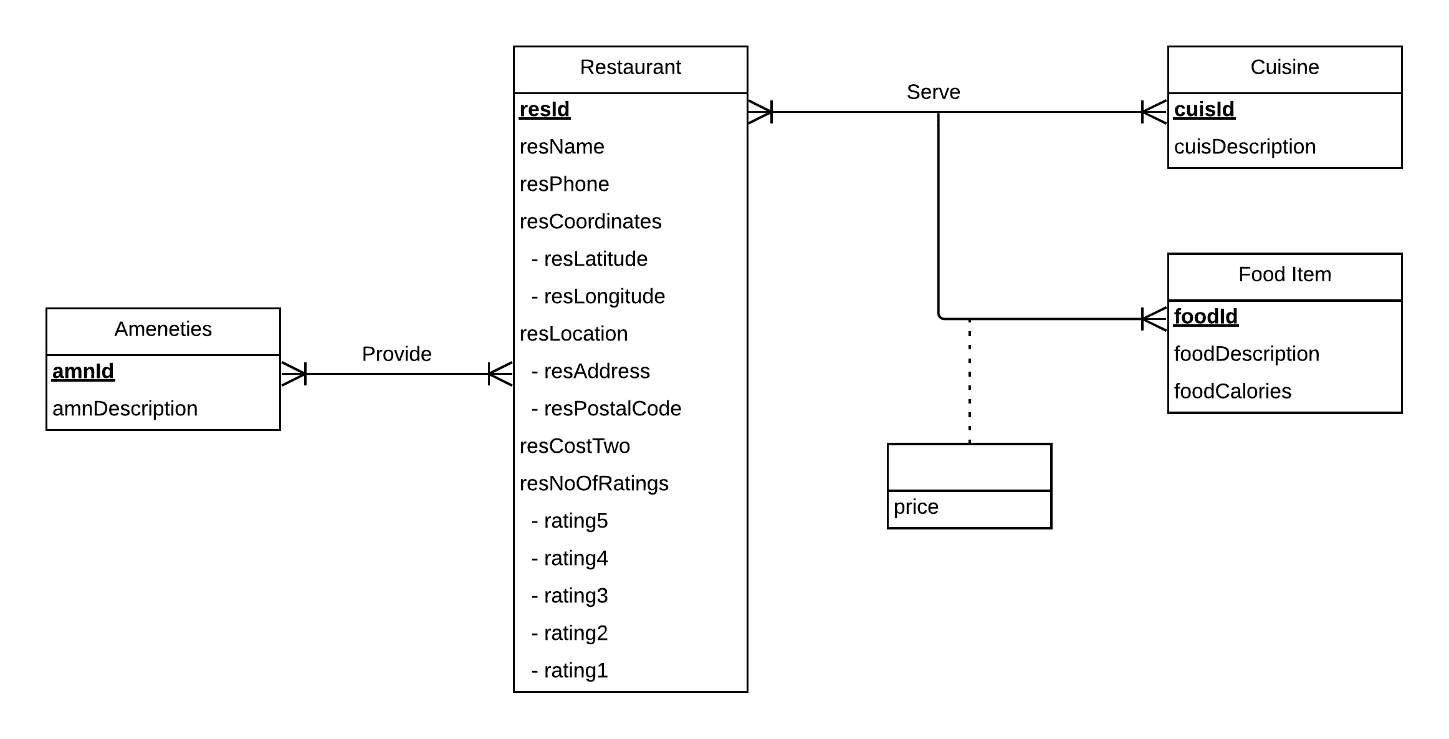 Ameneties
amnId
amnDescription
Provide
Restaurant
resId
resName
resPhone
resCoordinates
- resLatitude
- resLongitude
resLocation
- resAddress
- resPostalCode
resCostTwo
resNoOfRatings
- rating5
- rating4
- rating3
- rating2
- rating1
Serve
Cuisine
cuisId
cuisDescription
Food Item
foodId
foodDescription
foodCalories
price